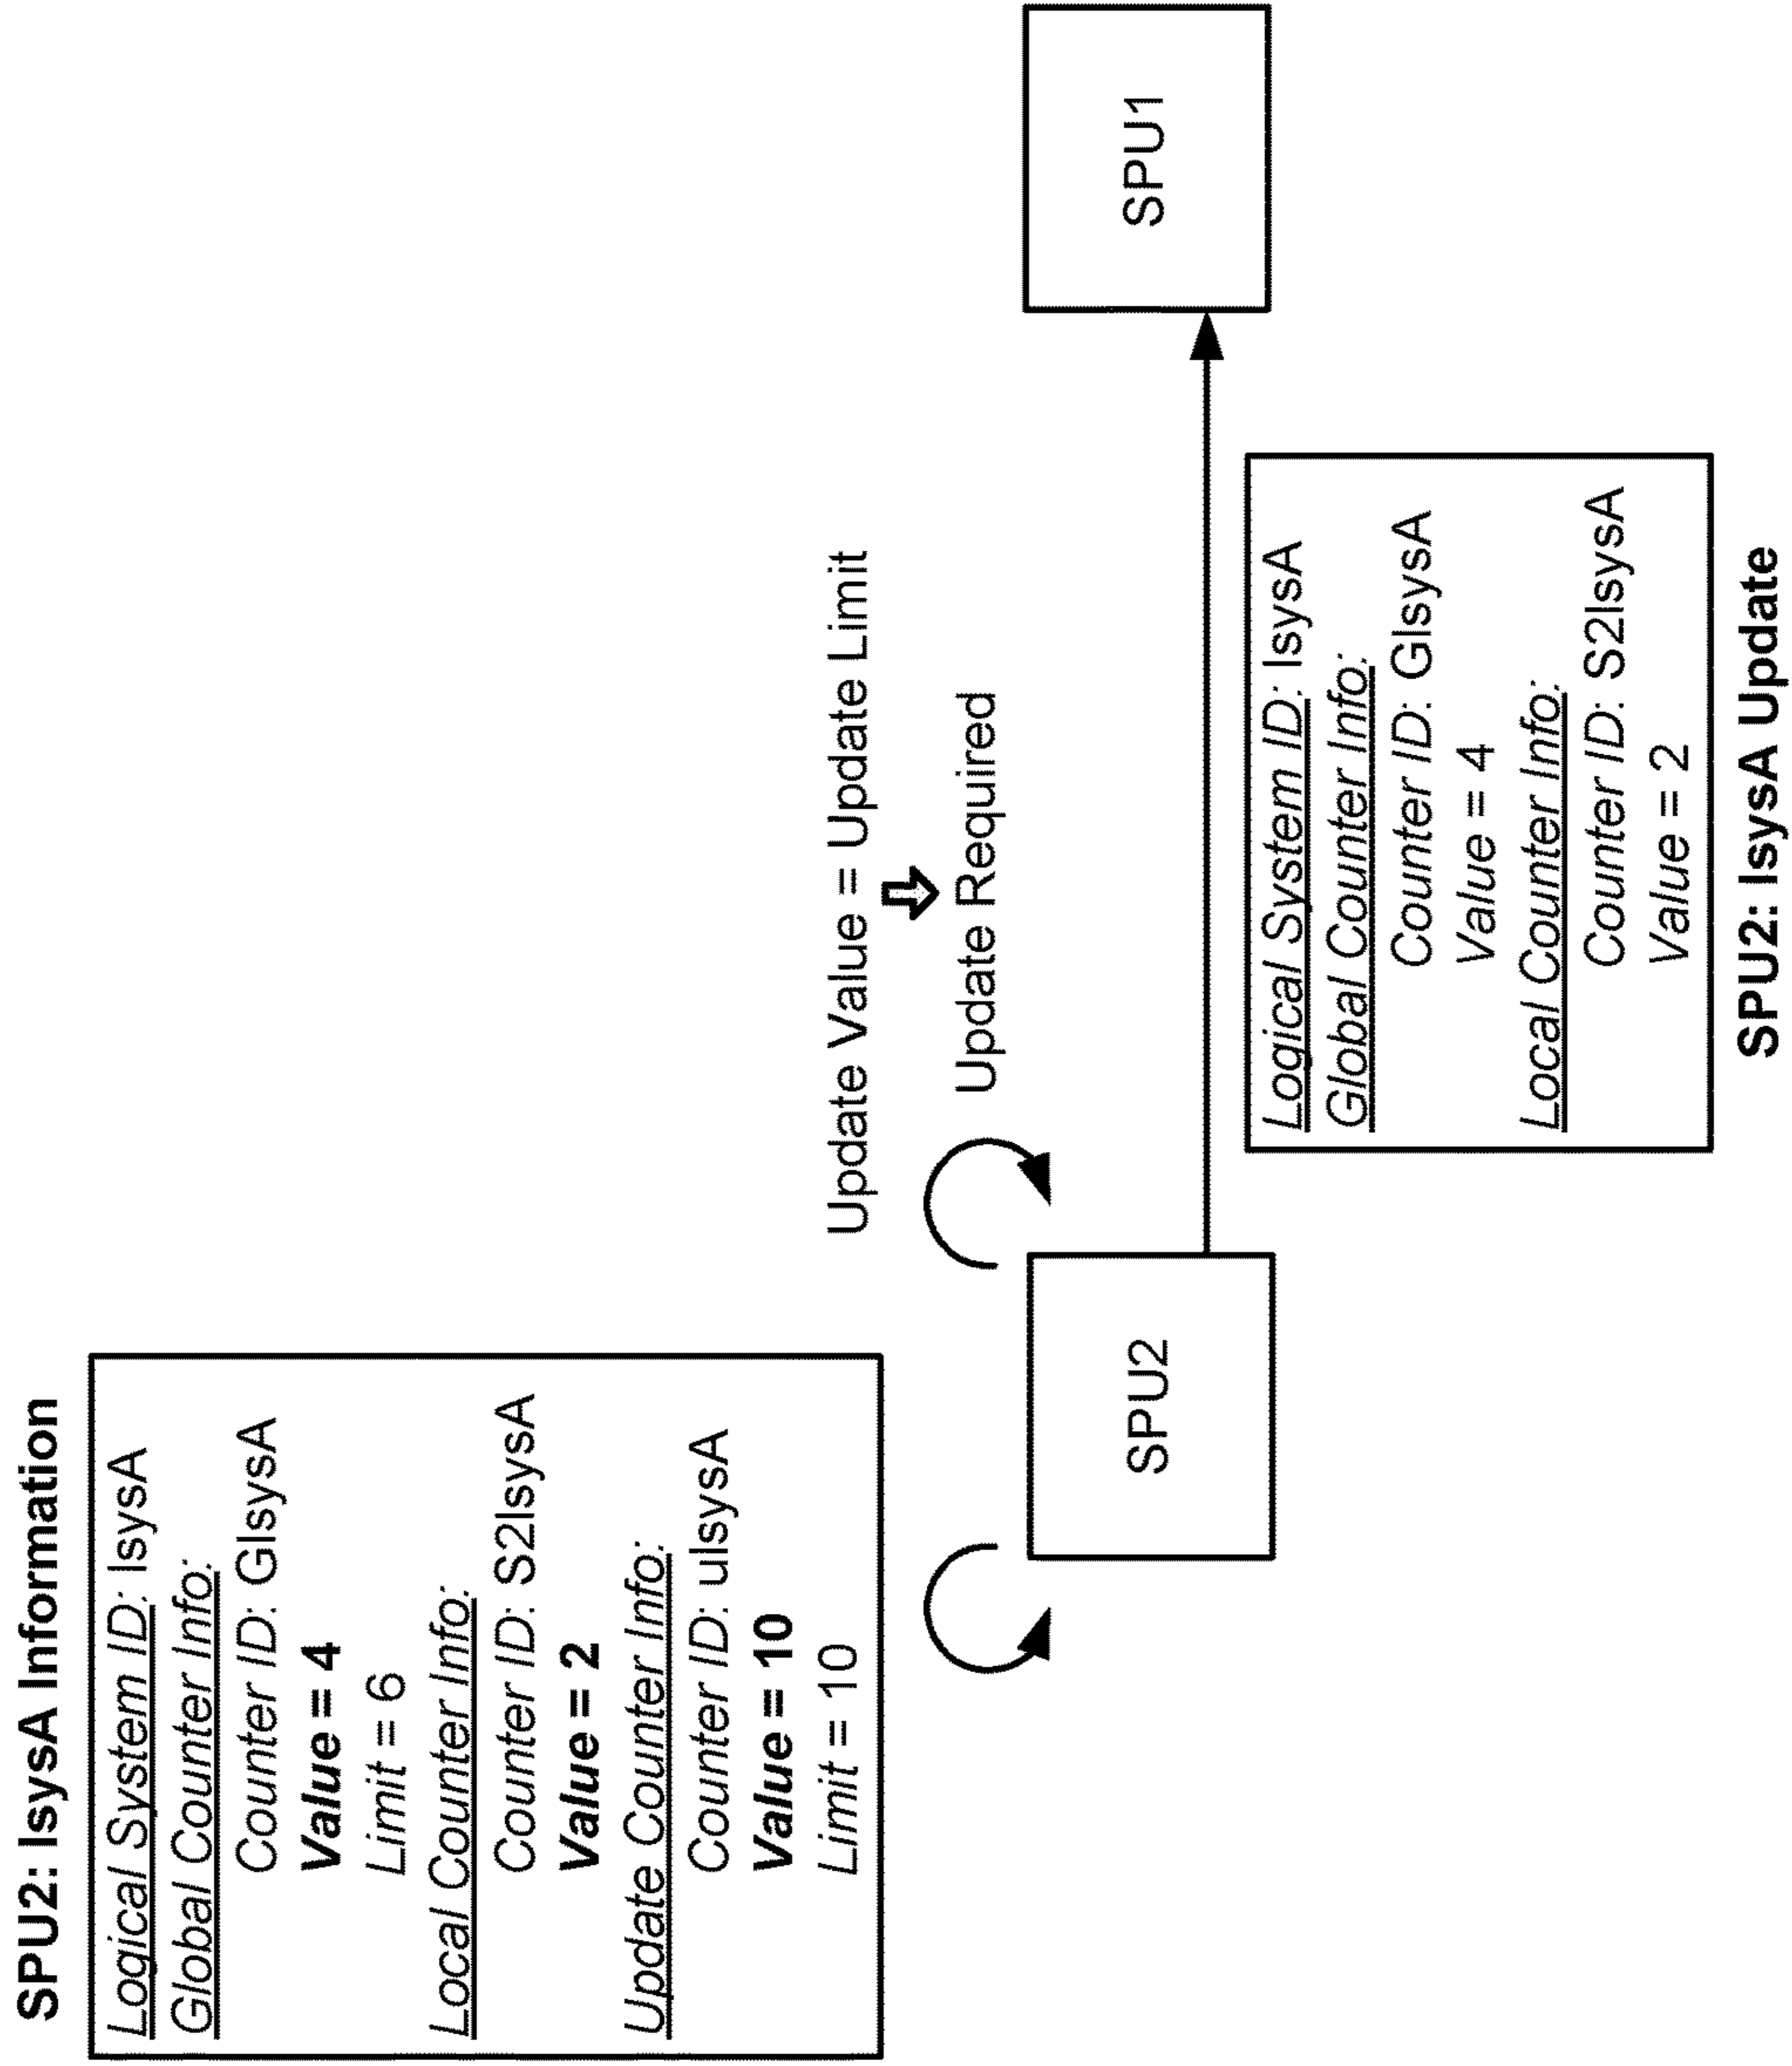 SPU2: lsysA Information
Logical System ID: lsysA
Global Counter Info:
Counter ID: GlsysA
Value = 4
Limit = 6
Local Counter Info:
Counter ID: S2lsysA
Value = 2
Update Counter Info:
Counter ID: ulsysA
Value = 10
Limit = 10
Update Value = Update Limit
Update Required
SPU2
SPU1
Logical System ID: lsysA
Global Counter Info:
Counter ID: GlsysA
Value = 4
Local Counter Info:
Counter ID: S2lsysA
Value = 2
SPU2: lsysA Update